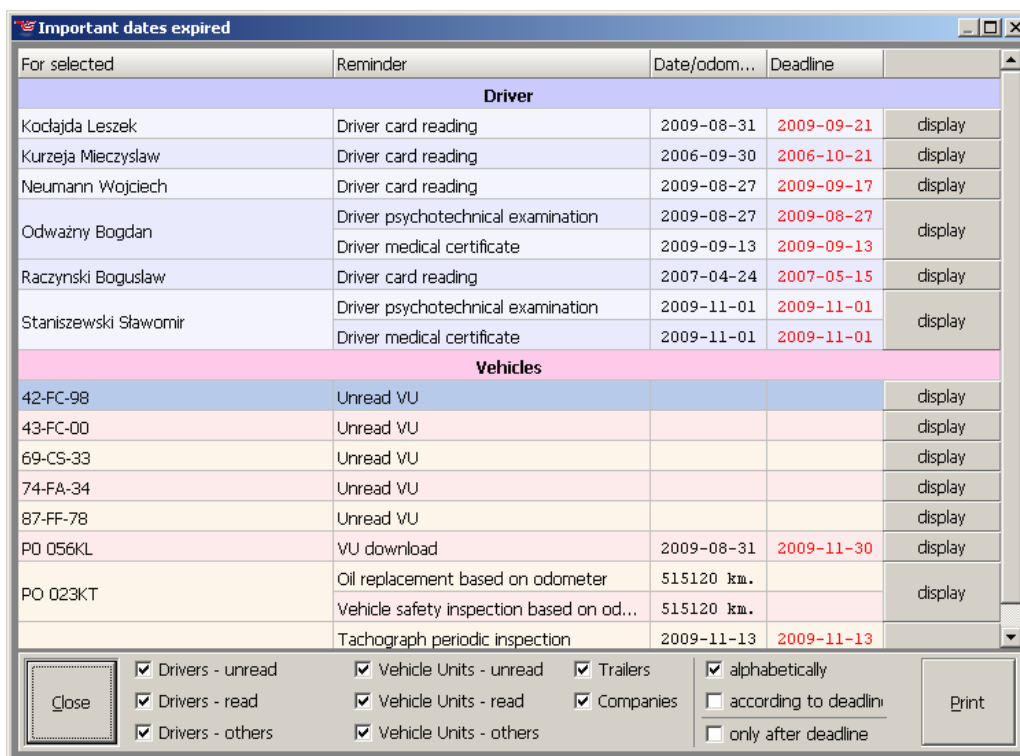 Important dates expired
For selected Reminder Date/odom... Deadline
Driver
Kocłajda Leszek Driver card reading 2009-08-31 2009-09-21 display
Kurzeja Mieczyslaw Driver card reading 2006-09-30 2006-10-21 display
Neumann Wojciech Driver card reading 2009-08-27 2009-09-17 display
Odważny Bogdan Driver psychotechnical examination 2009-08-27 2009-08-27 display
Driver medical certificate 2009-09-13 2009-09-13
Raczynski Boguslaw Driver card reading 2007-04-24 2007-05-15 display
Staniszewski Sławomir Driver psychotechnical examination 2009-11-01 2009-11-01 display
Driver medical certificate 2009-11-01 2009-11-01
Vehicles
42-FC-98 Unread VU display
43-FC-00 Unread VU display
69-CS-33 Unread VU display
74-FA-34 Unread VU display
87-FF-78 Unread VU display
P0 056KL VU download 2009-08-31 2009-11-30 display
PO 023KT Oil replacement based on odometer 515120 km. display
Vehicle safety inspection based on od... 515120 km.
Tachograph periodic inspection 2009-11-13 2009-11-13
Drivers - unread Vehicle Units - unread Trailers alphabetically
Close Drivers - read Vehicle Units - read Companies according to deadlin Print
Drivers - others Vehicle Units - others only after deadline